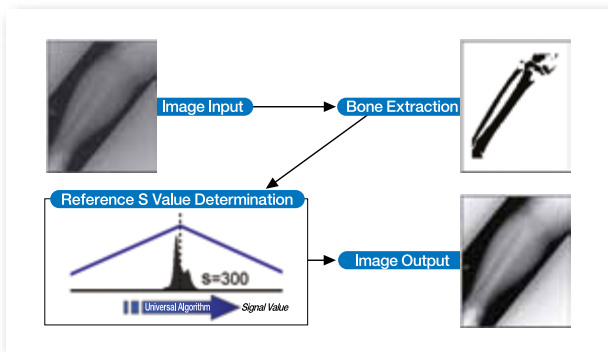 Image Input
Bone Extraction
Reference S Value Determination
s=300
Universal Algorithm
Signal Value
Image Output